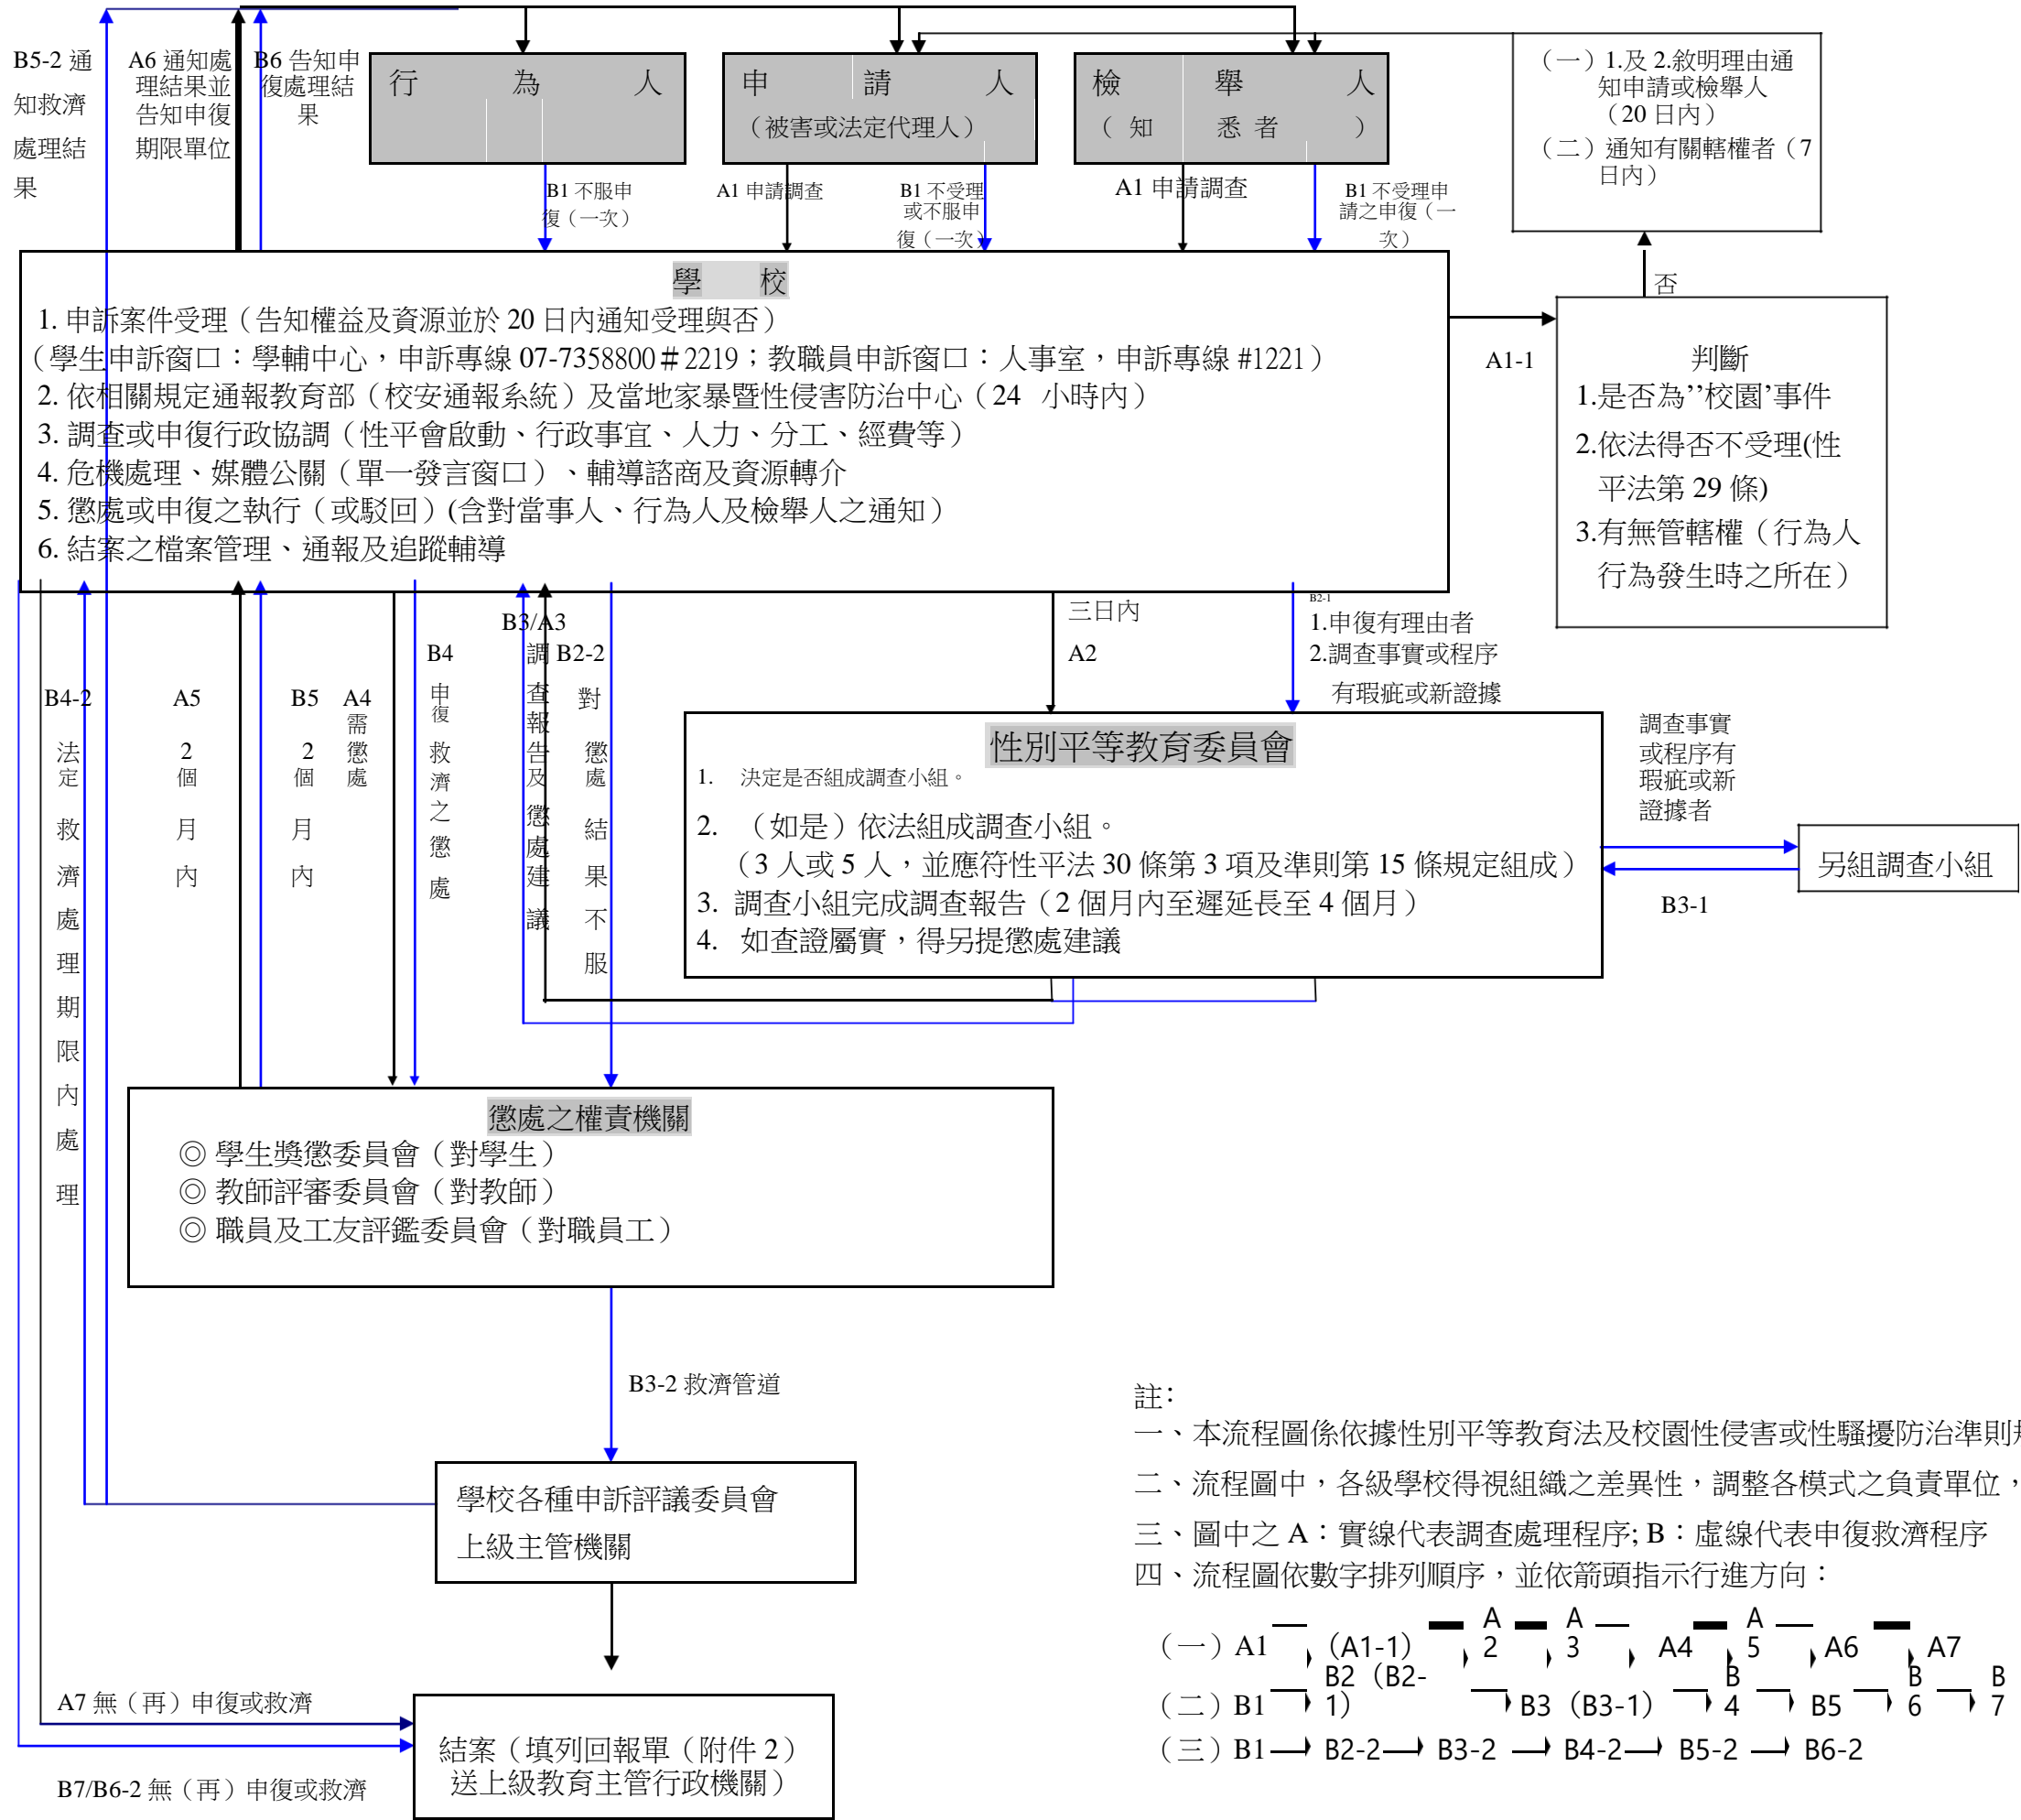 B5-2 通
知救濟
處理結
果
A6 通知處
理結果並
告知申復
期限單位
B6 告知申
復處理結
果
行 為 人
申 請 人
（被害或法定代理人）
檢 舉 人
（ 知 悉 者 ）
（一）1.及 2.敘明理由通
知申請或檢舉人
（20 日內）
（二）通知有關轄權者（7
日內）
B1 不服申
復（一次）
A1 申請調查
B1 不受理
或不服申
復（一次）
A1 申請調查
B1 不受理申
請之申復（一
次）
學 校
1. 申訴案件受理（告知權益及資源並於 20 日內通知受理與否）
（學生申訴窗口：學輔中心，申訴專線 07-7358800＃2219；教職員申訴窗口：人事室，申訴專線 #1221）
2. 依相關規定通報教育部（校安通報系統）及當地家暴暨性侵害防治中心（24 小時內）
3. 調查或申復行政協調（性平會啟動、行政事宜、人力、分工、經費等）
4. 危機處理、媒體公關（單一發言窗口）、輔導諮商及資源轉介
5. 懲處或申復之執行（或駁回）(含對當事人、行為人及檢舉人之通知）
6. 結案之檔案管理、通報及追蹤輔導
A1-1
否
判斷
1.是否為’’校園’事件
2.依法得否不受理(性
平法第 29 條)
3.有無管轄權（行為人
行為發生時之所在）
B4-2
法定救濟處理期限內處理
A5
2個月內
B5
2個月內
A4
需懲處
B4
申復救濟之懲處
B3/A3
調查報告及懲處建議
B2-2
對懲處結果不服
三日內
A2
B2-1
1.申復有理由者
2.調查事實或程序
有瑕疵或新證據
性別平等教育委員會
1. 決定是否組成調查小組。
2. （如是）依法組成調查小組。
（3 人或 5 人，並應符性平法 30 條第 3 項及準則第 15 條規定組成）
3. 調查小組完成調查報告（2 個月內至遲延長至 4 個月）
4. 如查證屬實，得另提懲處建議
調查事實
或程序有
瑕疵或新
證據者
另組調查小組
B3-1
懲處之權責機關
◎ 學生獎懲委員會（對學生）
◎ 教師評審委員會（對教師）
◎ 職員及工友評鑑委員會（對職員工）
B3-2 救濟管道
學校各種申訴評議委員會
上級主管機關
A7 無（再）申復或救濟
B7/B6-2 無（再）申復或救濟
結案（填列回報單（附件 2）
送上級教育主管行政機關）
註：
一、本流程圖係依據性別平等教育法及校園性侵害或性騷擾防治準則
二、流程圖中，各級學校得視組織之差異性，調整各模式之負責單位，
三、圖中之 A：實線代表調查處理程序; B：虛線代表申復救濟程序
四、流程圖依數字排列順序，並依箭頭指示行進方向：
（一）A1 （A1-1） A2 A3 A4 A5 A6 A7
（二）B1 B2（B2-1） B3（B3-1） B4 B5 B6 B7
（三）B1 B2-2 B3-2 B4-2 B5-2 B6-2